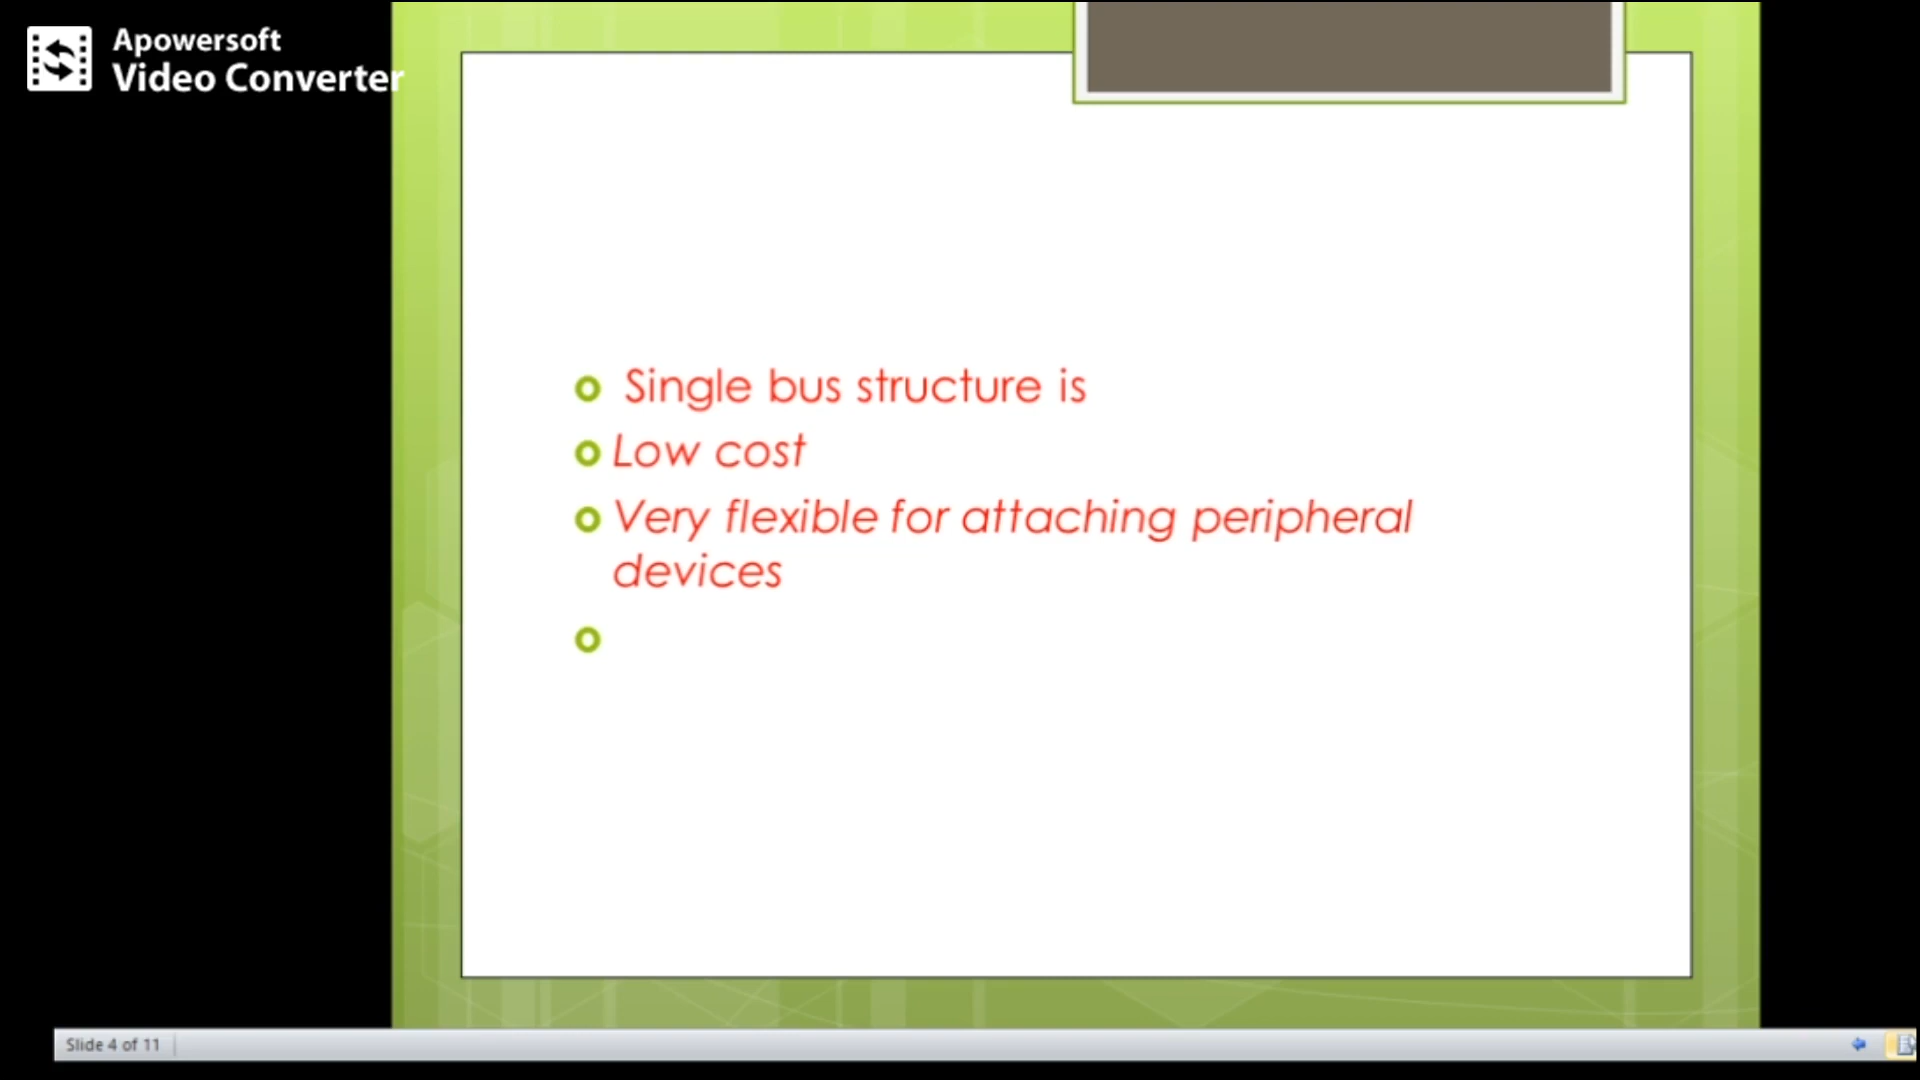 Apowersoft
Video Converter
Single bus structure is
Low cost
Very flexible for attaching peripheral
devices
Slide 4 of 11